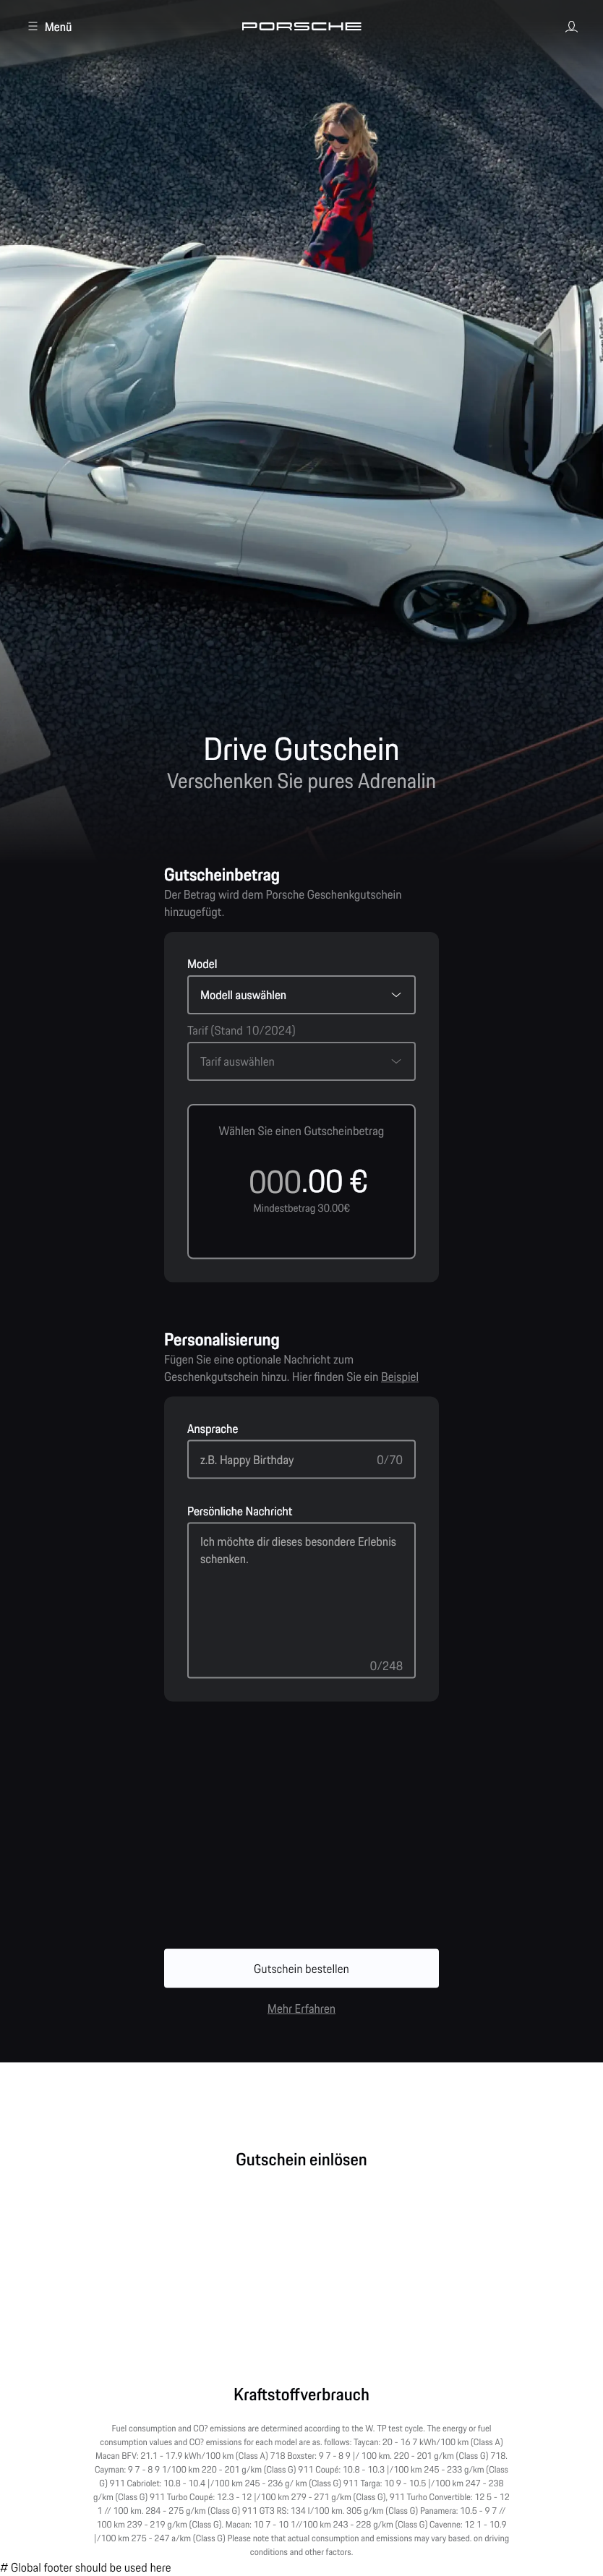 Menü
PORSCHE
Drive Gutschein
Verschenken Sie pures Adrenalin
Gutscheinbetrag
Der Betrag wird dem Porsche Geschenkgutschein
hinzugefügt.
Model
Modell auswählen
Tarif (Stand 10/2024)
Tarif auswählen
Wählen Sie einen Gutscheinbetrag
000.00 €
Mindestbetrag 30.00€
Personalisierung
Fügen Sie eine optionale Nachricht zum
Geschenkgutschein hinzu. Hier finden Sie ein Beispiel
Ansprache
z.B. Happy Birthday 0/70
Persönliche Nachricht
Ich möchte dir dieses besondere Erlebnis
schenken.
0/248
Gutschein bestellen
Mehr Erfahren
Gutschein einlösen
Kraftstoffverbrauch
Fuel consumption and CO? emissions are determined according to the W. TP test cycle. The energy or fuel
consumption values and CO? emissions for each model are as. follows: Taycan: 20 - 16 7 kWh/100 km (Class A)
Macan BFV: 21.1 - 17.9 kWh/100 km (Class A) 718 Boxster: 9 7 - 8 9 |/ 100 km. 220 - 201 g/km (Class G) 718.
Cayman: 9 7 - 8 9 1/100 km 220 - 201 g/km (Class G) 911 Coupé: 10.8 - 10.3 |/100 km 245 - 233 g/km (Class
G) 911 Cabriolet: 10.8 - 10.4 |/100 km 245 - 236 g/ km (Class G) 911 Targa: 10 9 - 10.5 |/100 km 247 - 238
g/km (Class G) 911 Turbo Coupé: 12.3 - 12 |/100 km 279 - 271 g/km (Class G), 911 Turbo Convertible: 12 5 - 12
1 // 100 km. 284 - 275 g/km (Class G) 911 GT3 RS: 134 l/100 km. 305 g/km (Class G) Panamera: 10.5 - 9 7 //
100 km 239 - 219 g/km (Class G). Macan: 10 7 - 10 1//100 km 243 - 228 g/km (Class G) Cavenne: 12 1 - 10.9
|/100 km 275 - 247 a/km (Class G) Please note that actual consumption and emissions may vary based. on driving
conditions and other factors.
# Global footer should be used here